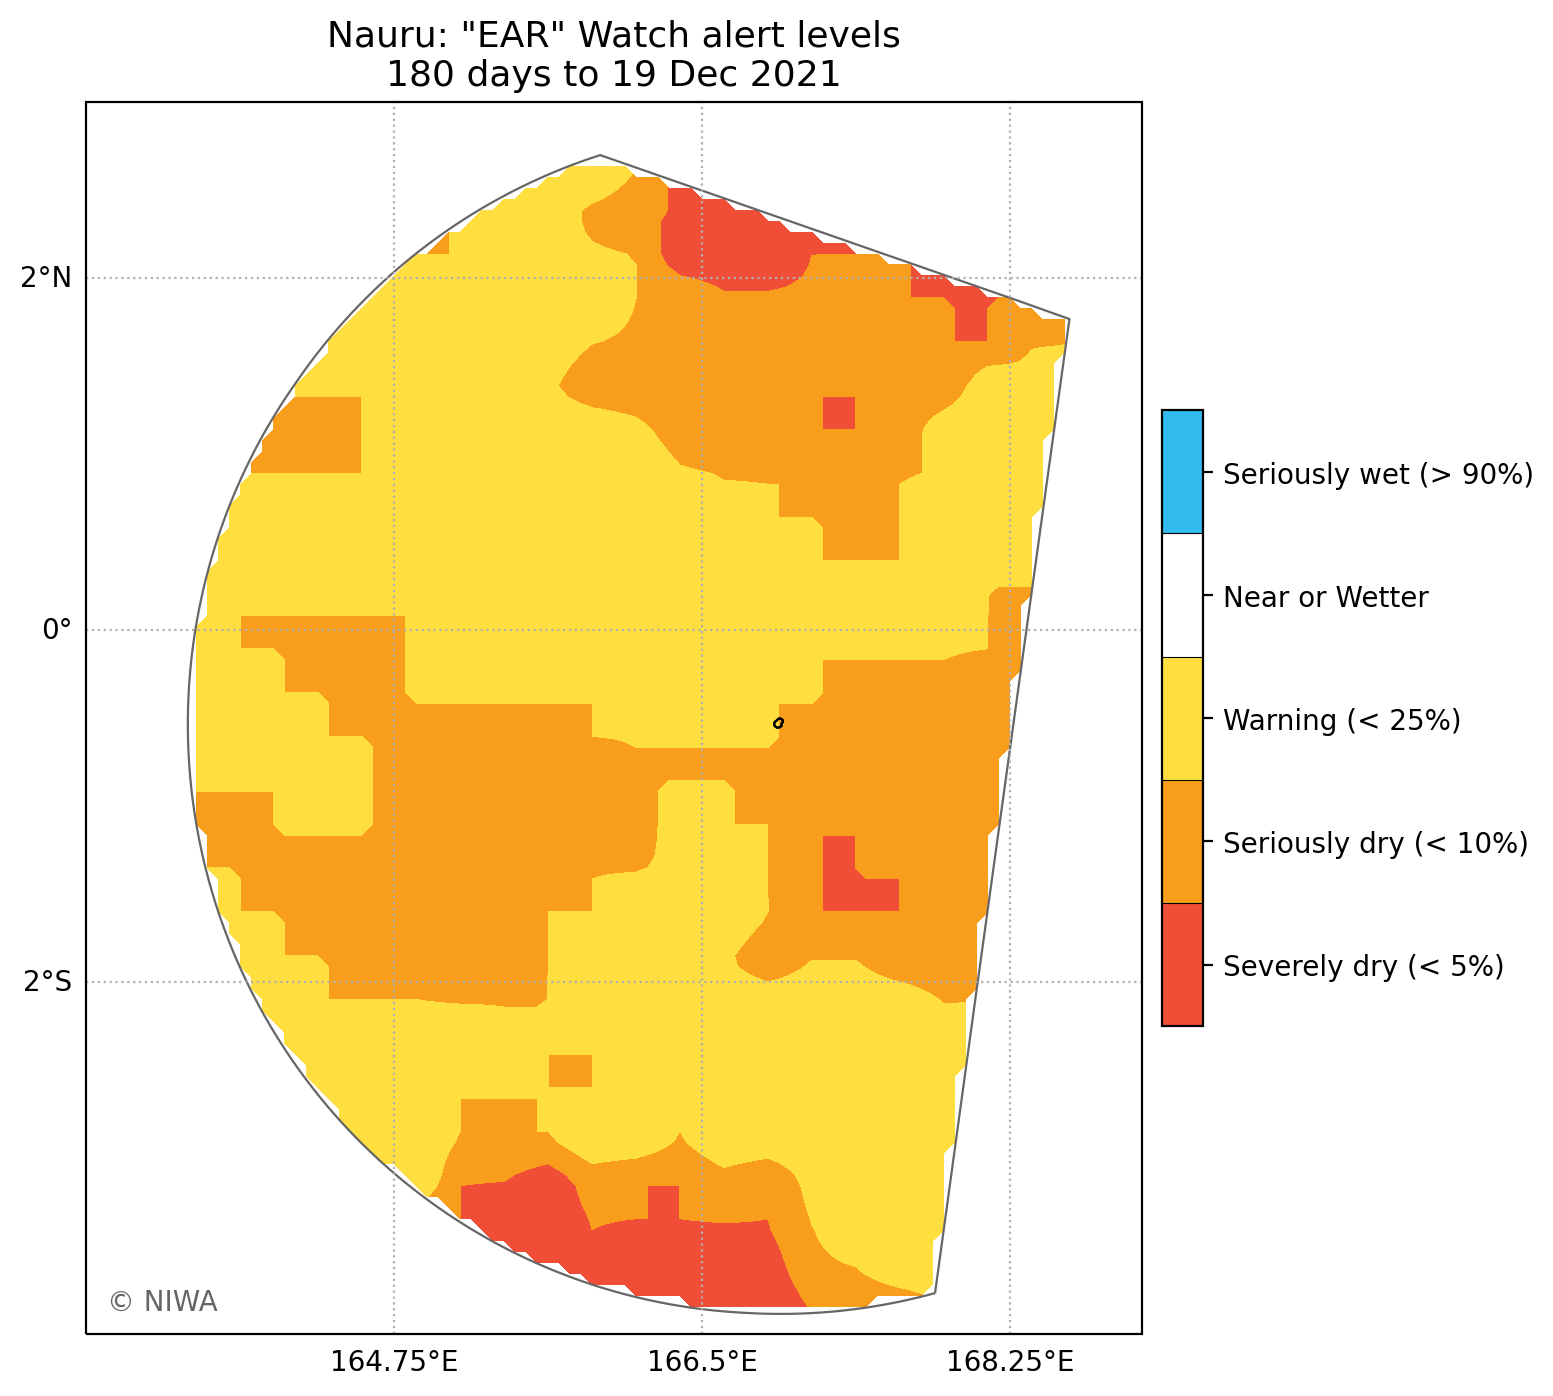 Nauru: "EAR" Watch alert levels
180 days to 19 Dec 2021
2°N
0°
2°S
164.75°E
166.5°E
168.25°E
Seriously wet (> 90%)
Near or Wetter
Warning (< 25%)
Seriously dry (< 10%)
Severely dry (< 5%)
© NIWA